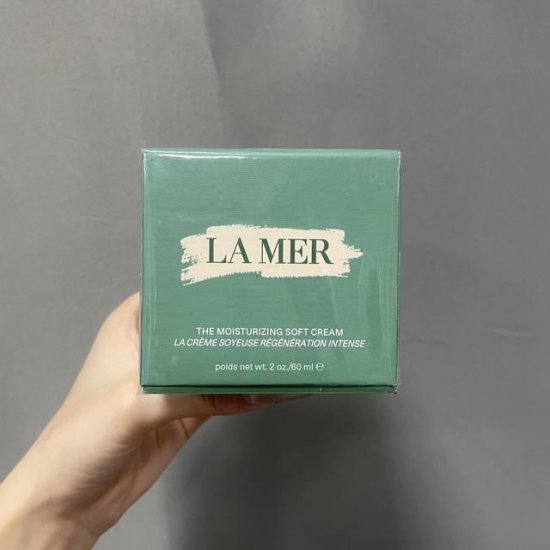 LA MER
THE MOISTURIZING SOFT CREAM
LA CRÈME SOYEUSE RÉGÉNÉRATION INTENSE
poids net wt. 2 oz./60 ml ℮